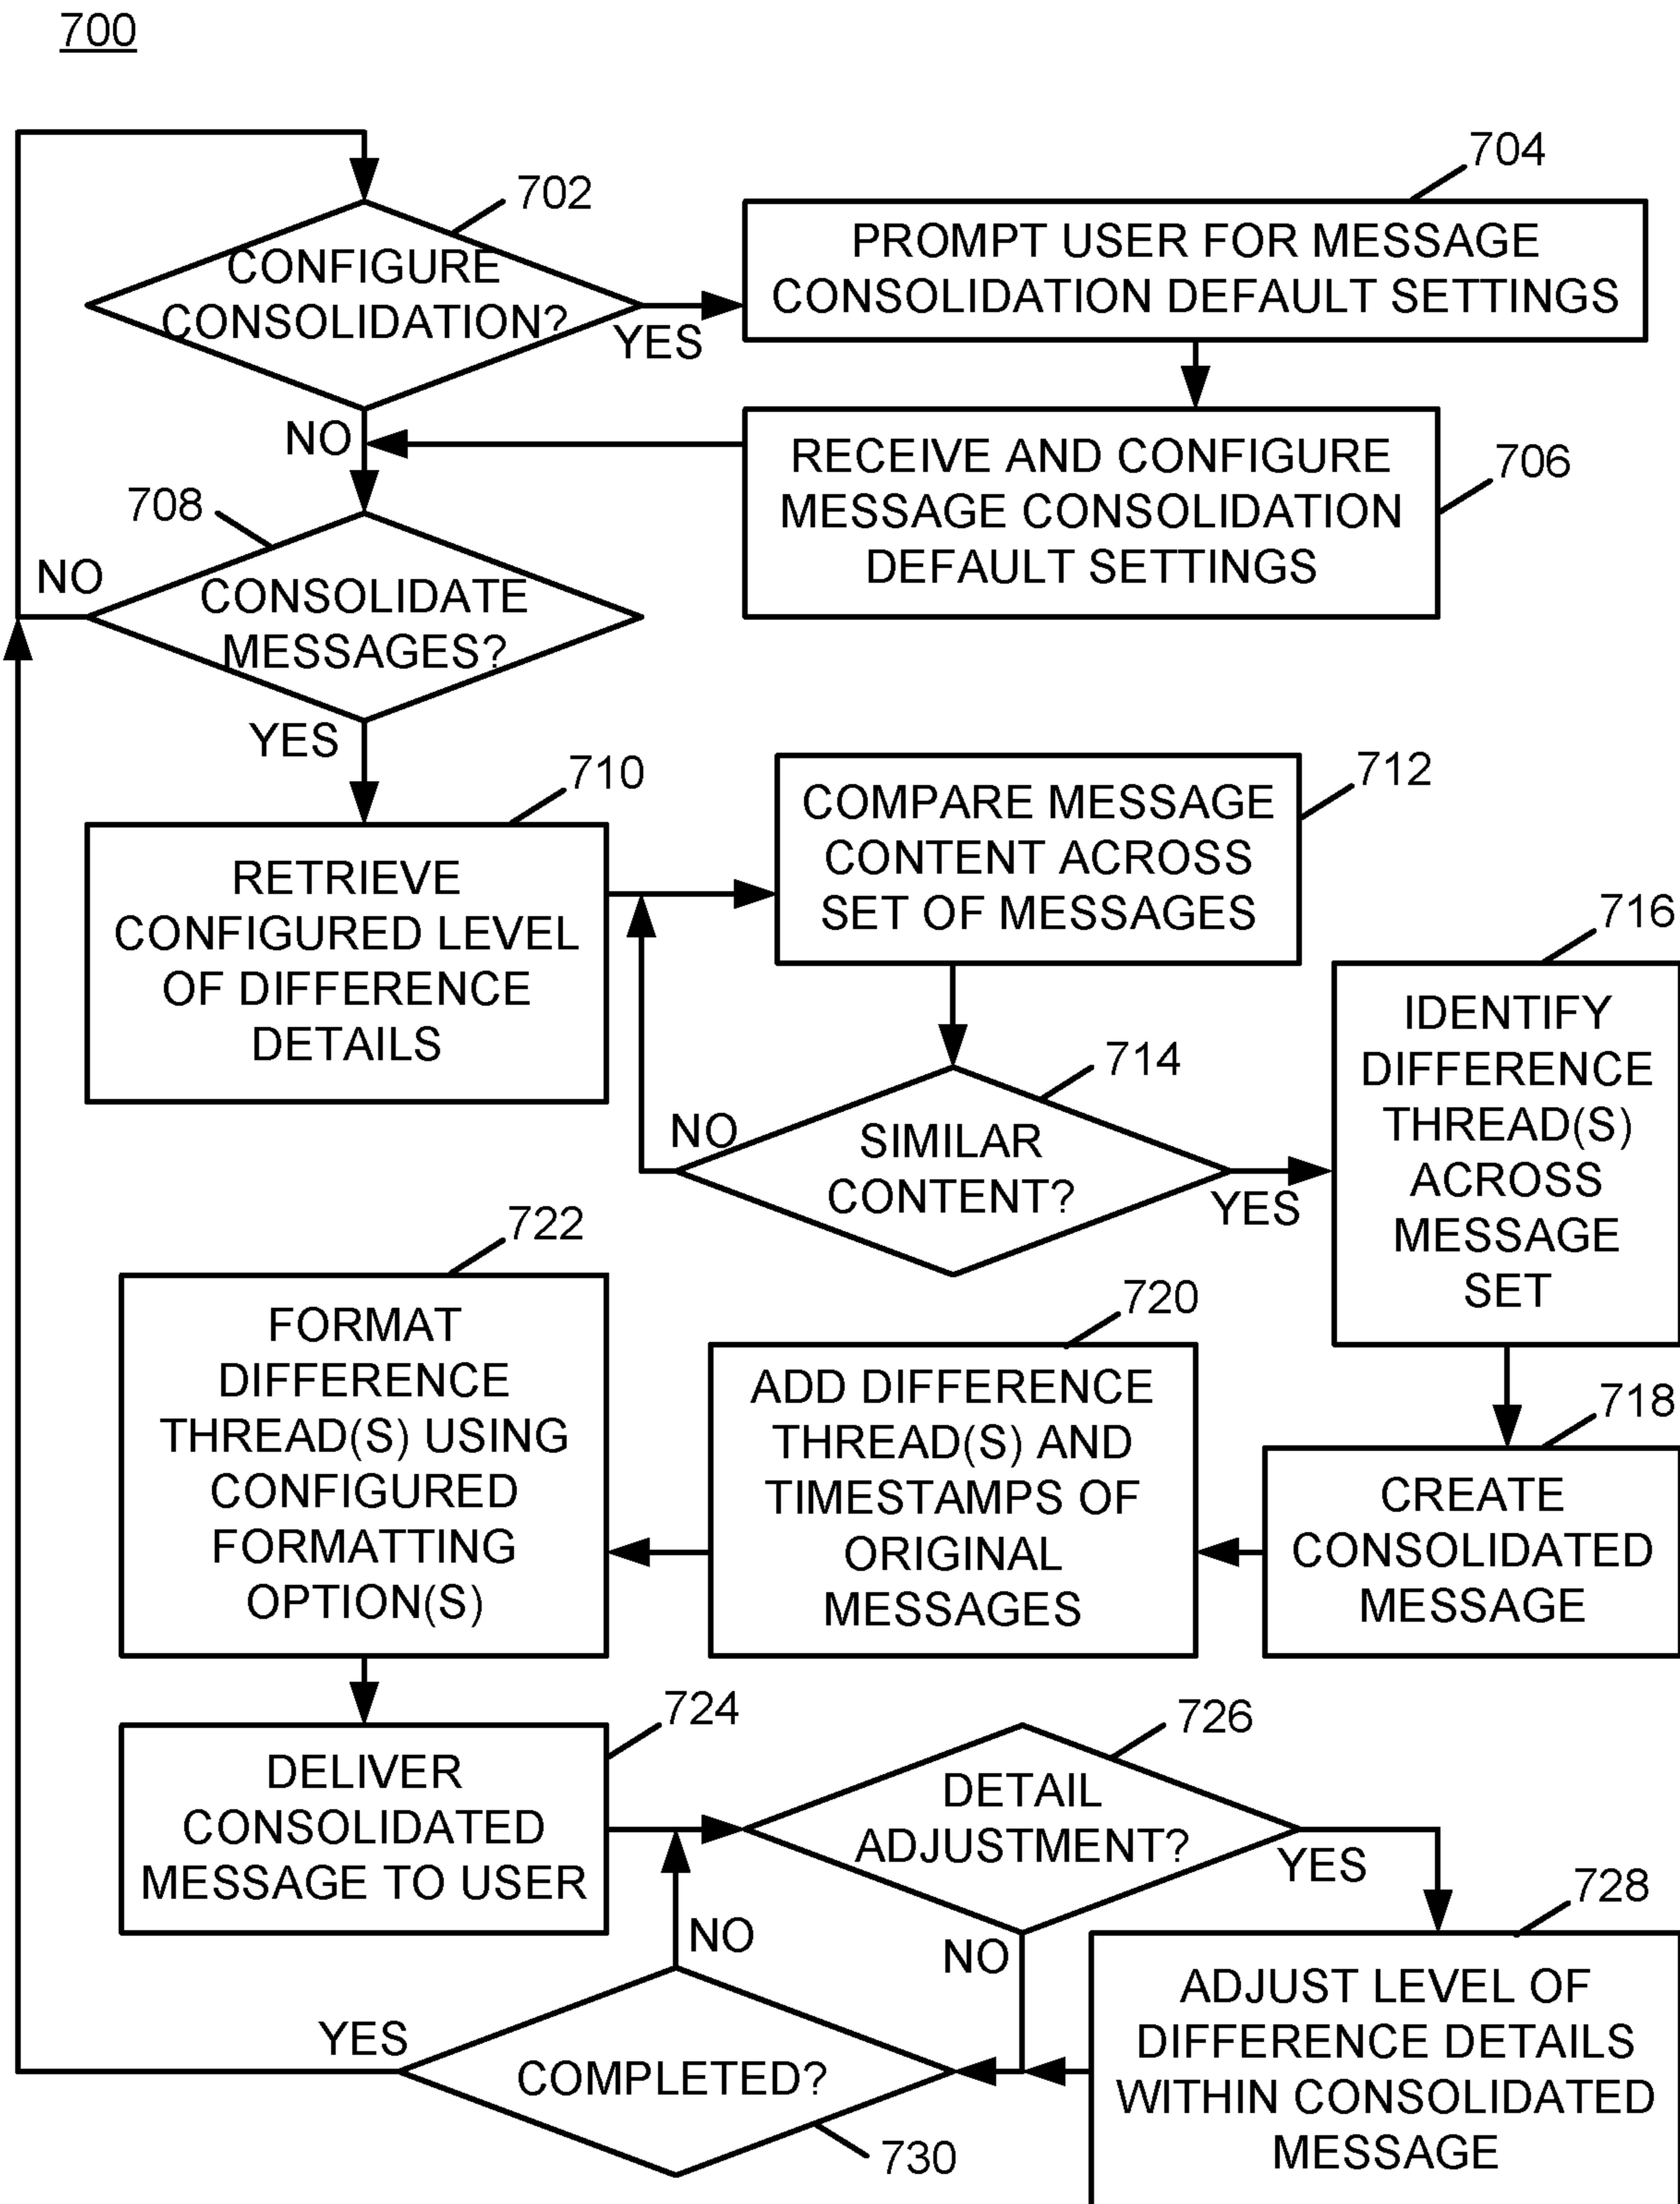 700
702
CONFIGURE
CONSOLIDATION?
YES
NO
704
PROMPT USER FOR MESSAGE
CONSOLIDATION DEFAULT SETTINGS
RECEIVE AND CONFIGURE
MESSAGE CONSOLIDATION
DEFAULT SETTINGS
706
708
NO
CONSOLIDATE
MESSAGES?
YES
710
RETRIEVE
CONFIGURED LEVEL
OF DIFFERENCE
DETAILS
712
COMPARE MESSAGE
CONTENT ACROSS
SET OF MESSAGES
714
NO
SIMILAR
CONTENT?
YES
716
IDENTIFY
DIFFERENCE
THREAD(S)
ACROSS
MESSAGE
SET
718
CREATE
CONSOLIDATED
MESSAGE
720
ADD DIFFERENCE
THREAD(S) AND
TIMESTAMPS OF
ORIGINAL
MESSAGES
722
FORMAT
DIFFERENCE
THREAD(S) USING
CONFIGURED
FORMATTING
OPTION(S)
724
DELIVER
CONSOLIDATED
MESSAGE TO USER
726
DETAIL
ADJUSTMENT?
YES
NO
728
ADJUST LEVEL OF
DIFFERENCE DETAILS
WITHIN CONSOLIDATED
MESSAGE
NO
YES
COMPLETED?
730